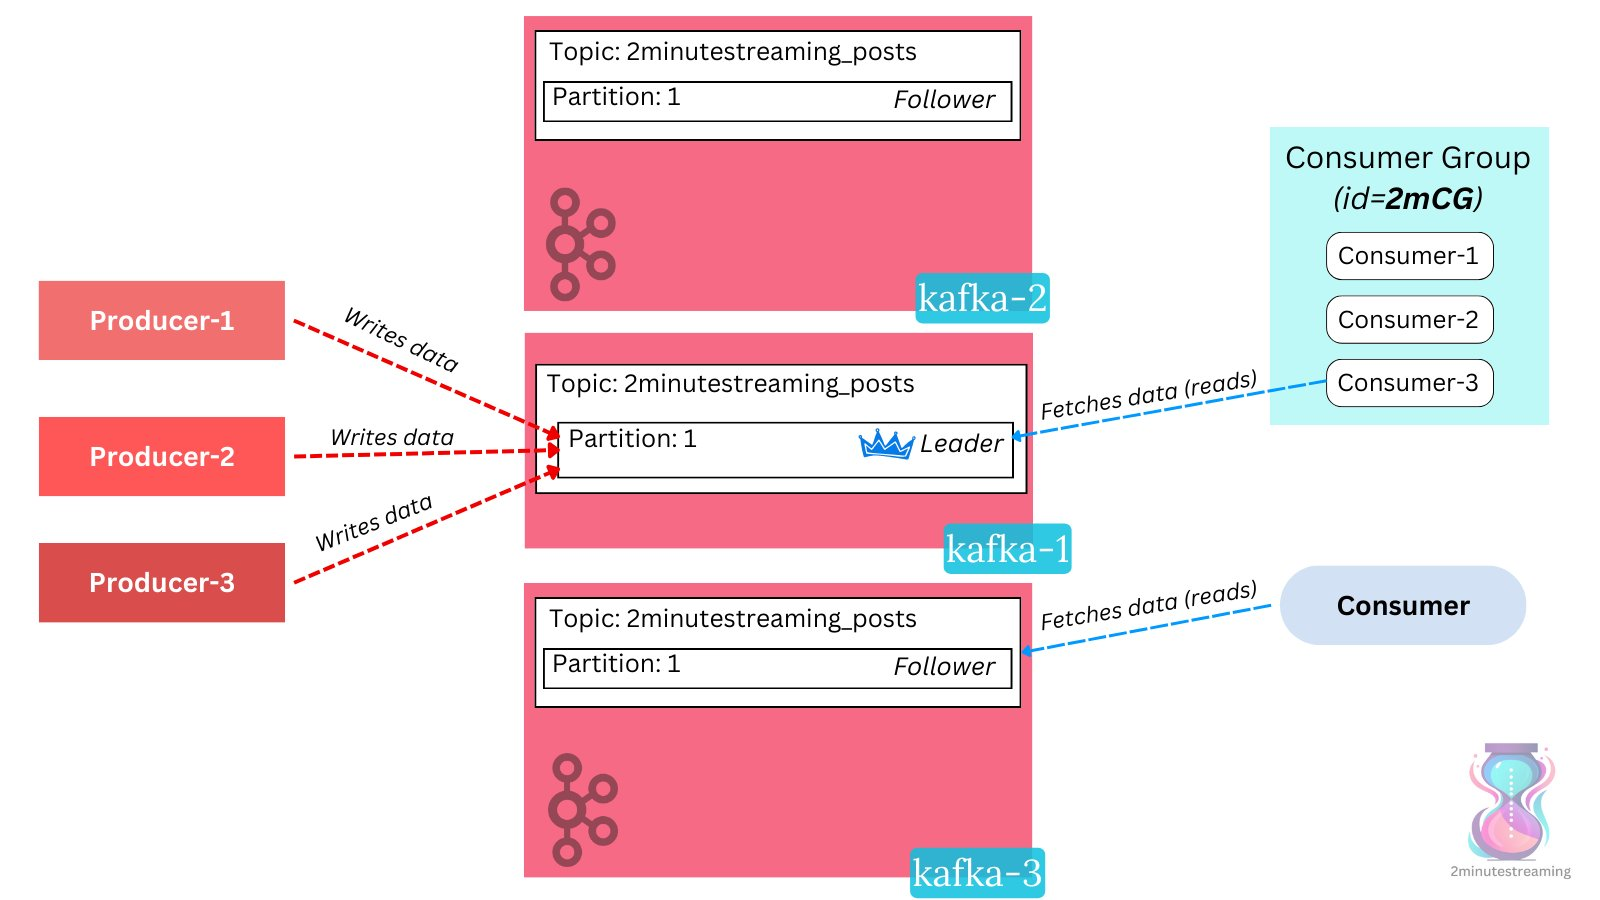 Topic: 2minutestreaming_posts
Partition: 1
Follower
kafka-2
Producer-1
Producer-2
Producer-3
Writes data
Writes data
Writes data
Topic: 2minutestreaming_posts
Partition: 1
Leader
kafka-1
Topic: 2minutestreaming_posts
Partition: 1
Follower
kafka-3
Fetches data (reads)
Fetches data (reads)
Consumer Group
(id=2mCG)
Consumer-1
Consumer-2
Consumer-3
Consumer
2minutestreaming